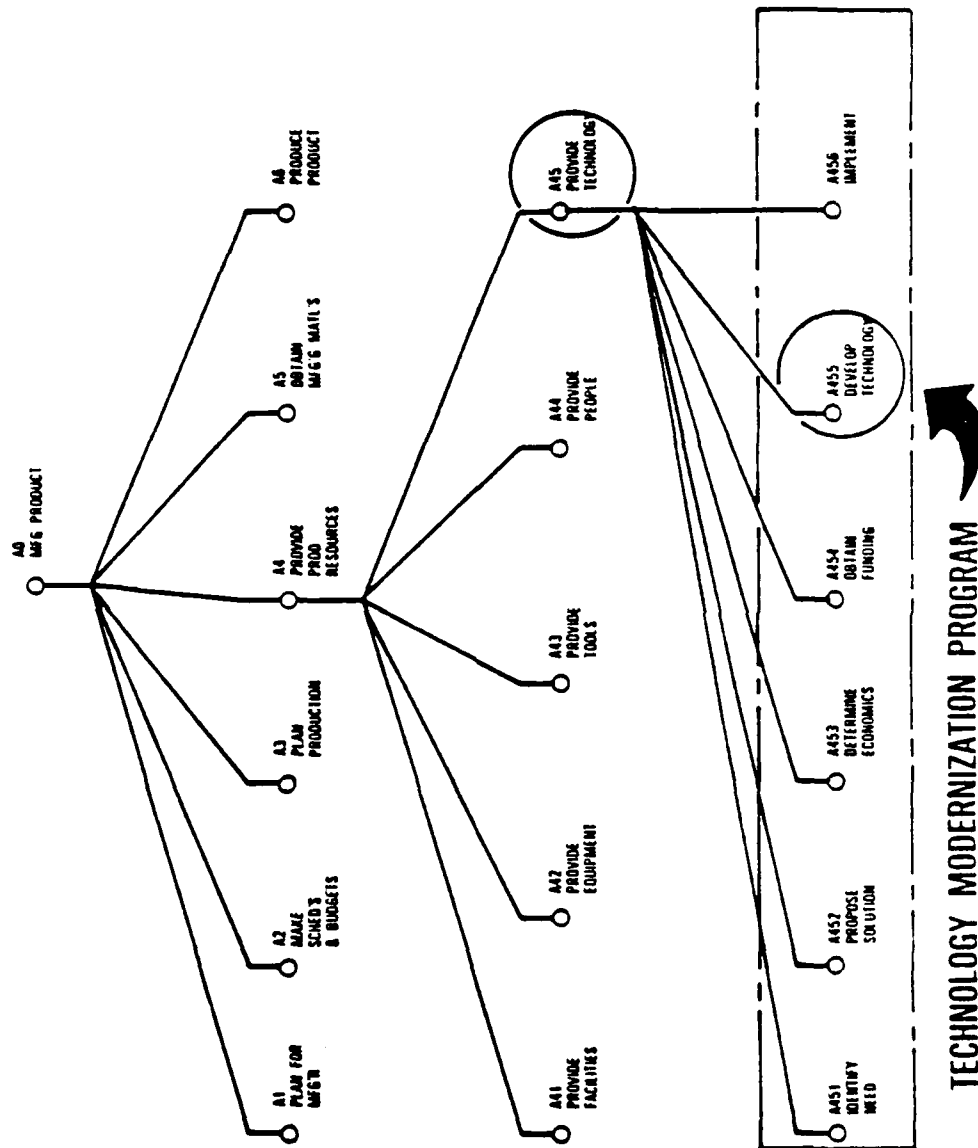 A0
MFG PRODUCT
A1
PLAN FOR
A2
MAKE
SCHED'S
& BUDGETS
A3
PLAN
PRODUCTION
A4
PROVIDE
PROD
RESOURCES
A5
OBTAIN
MFG'G MATL'S
A6
PRODUCE
PRODUCT
A41
PROVIDE
FACILITIES
A42
PROVIDE
EQUIPMENT
A43
PROVIDE
TOOLS
A44
PROVIDE
PEOPLE
A45
PROVIDE
TECHNOLOGY
A451
IDENTIFY
NEED
A452
PROPOSE
SOLUTION
A453
DETERMINE
ECONOMICS
A454
OBTAIN
FUNDING
A455
DEVELOP
TECHNOLOGY
A456
IMPLEMENT
TECHNOLOGY MODERNIZATION PROGRAM